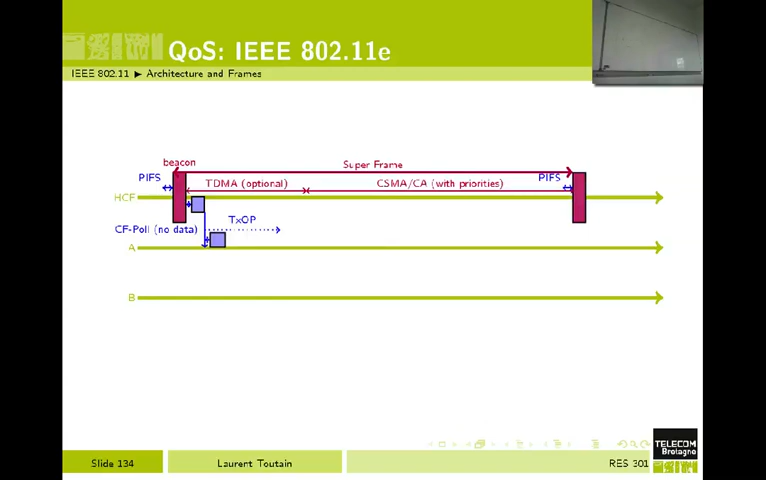 QoS: IEEE 802.11e
IEEE 802.11 ▶ Architecture and Frames
beacon
Super Frame
PIFS
TDMA (optional)
CSMA/CA (with priorities)
PIFS
HCF
CF-Poll (no data)
TxOP
A
B
TELECOM
Bretagne
Slide 134
Laurent Toutain
RES 301